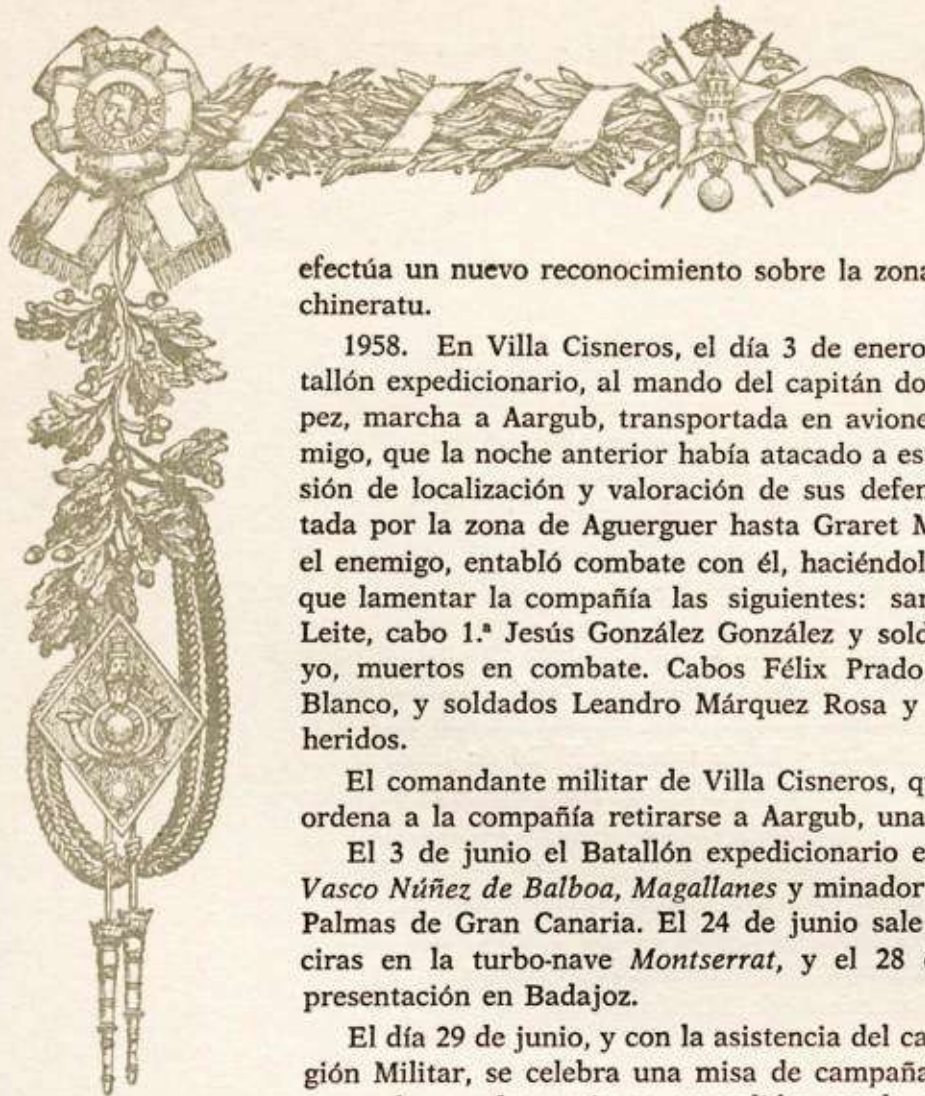 efectúa un nuevo reconocimiento sobre la zona
chineratu.
1958. En Villa Cisneros, el día 3 de enero
tallón expedicionario, al mando del capitán do
pez, marcha a Aargub, transportada en avione
migo, que la noche anterior había atacado a es
sión de localización y valoración de sus defen
tada por la zona de Aguerguer hasta Graret M
el enemigo, entabló combate con él, haciéndol
que lamentar la compañía las siguientes: sar
Leite, cabo 1.ª Jesús González González y sold
yo, muertos en combate. Cabos Félix Prado
Blanco, y soldados Leandro Márquez Rosa y
heridos.
El comandante militar de Villa Cisneros, q
ordena a la compañía retirarse a Aargub, una
El 3 de junio el Batallón expedicionario e
Vasco Núñez de Balboa, Magallanes y minador
Palmas de Gran Canaria. El 24 de junio sale
ciras en la turbo-nave Montserrat, y el 28
presentación en Badajoz.
El día 29 de junio, y con la asistencia del ca
gión Militar, se celebra una misa de campaña